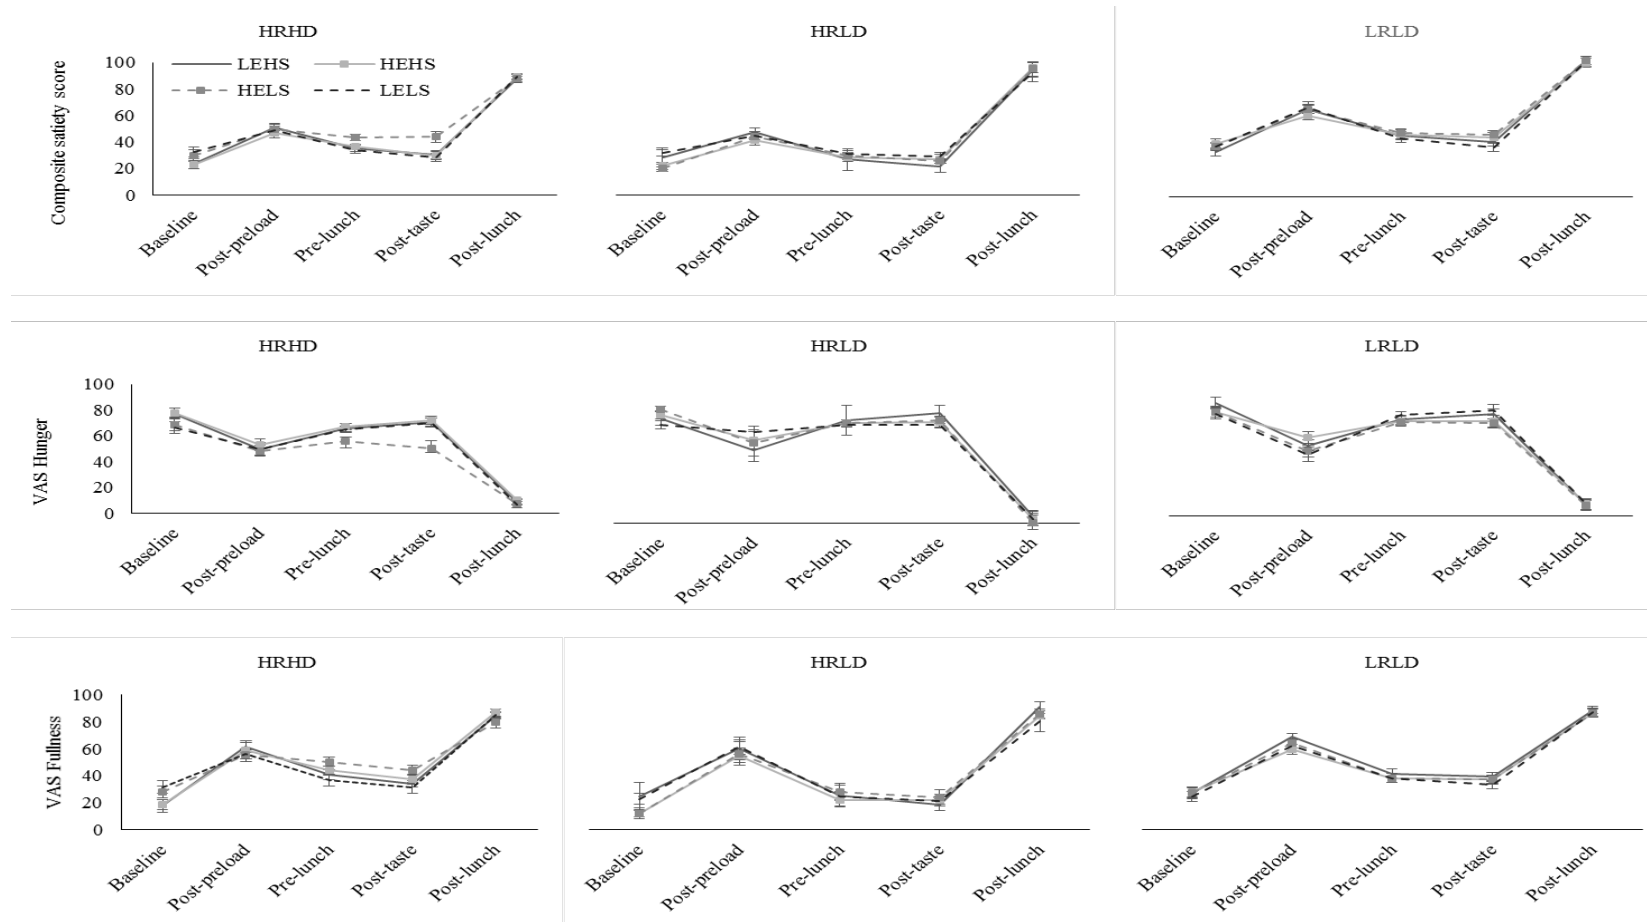 HRHD HRLD LRLD
Composite satiety score
100
80
60
40
20
0
LEHS HEHS
HELS LELS
Baseline Post-preload Pre-lunch Post-taste Post-lunch
Baseline Post-preload Pre-lunch Post-taste Post-lunch
Baseline Post-preload Pre-lunch Post-taste Post-lunch
HRHD HRLD LRLD
VAS Hunger
100
80
60
40
20
0
Baseline Post-preload Pre-lunch Post-taste Post-lunch
Baseline Post-preload Pre-lunch Post-taste Post-lunch
Baseline Post-preload Pre-lunch Post-taste Post-lunch
HRHD HRLD LRLD
VAS Fullness
100
80
60
40
20
0
Baseline Post-preload Pre-lunch Post-taste Post-lunch
Baseline Post-preload Pre-lunch Post-taste Post-lunch
Baseline Post-preload Pre-lunch Post-taste Post-lunch